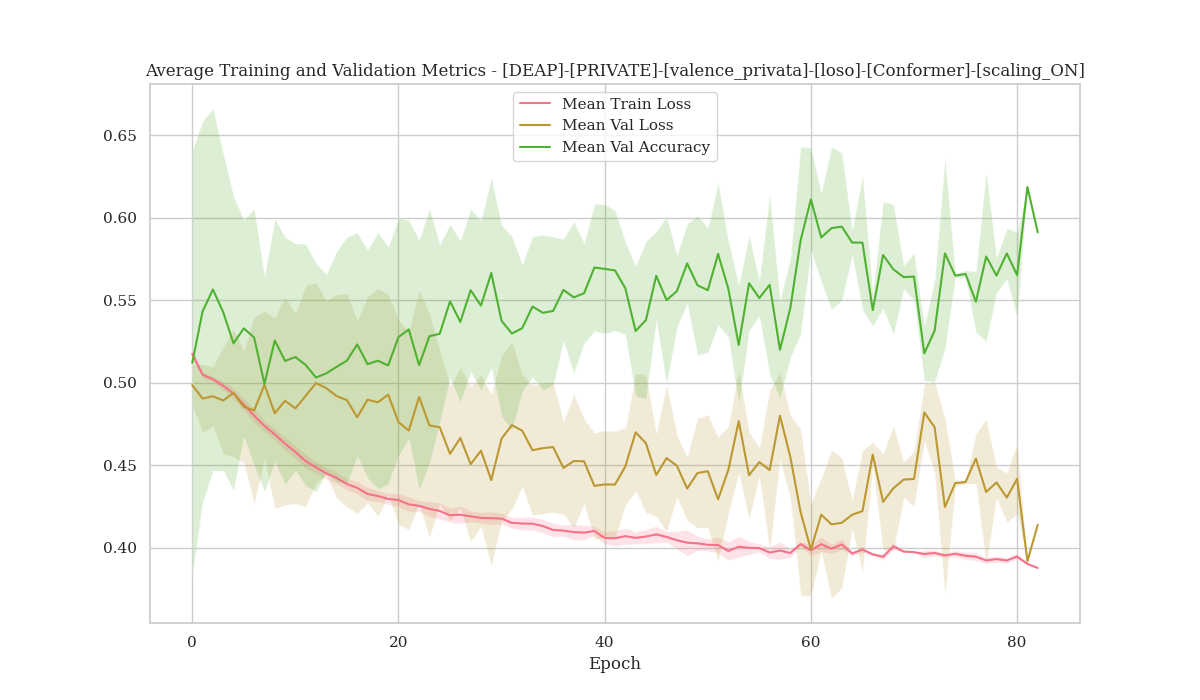 Average Training and Validation Metrics - [DEAP]-[PRIVATE]-[valence_privata]-[loso]-[Conformer]-[scaling_ON]
Mean Train Loss
Mean Val Loss
Mean Val Accuracy
0.65
0.60
0.55
0.50
0.45
0.40
0 20 40 60 80
Epoch